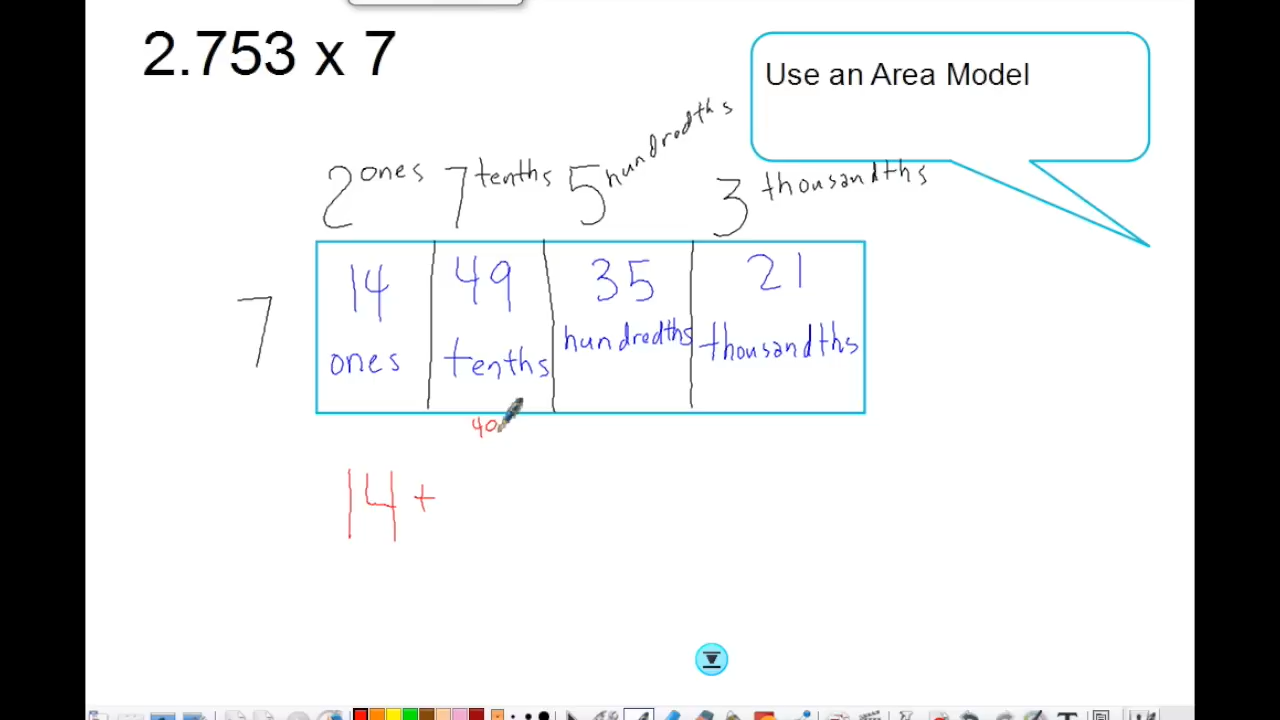 2.753 x 7
Use an Area Model
2 ones 7 tenths 5 hundredths 3 thousandths
7
14 49 35 21
ones tenths hundredths thousandths
40
14 +